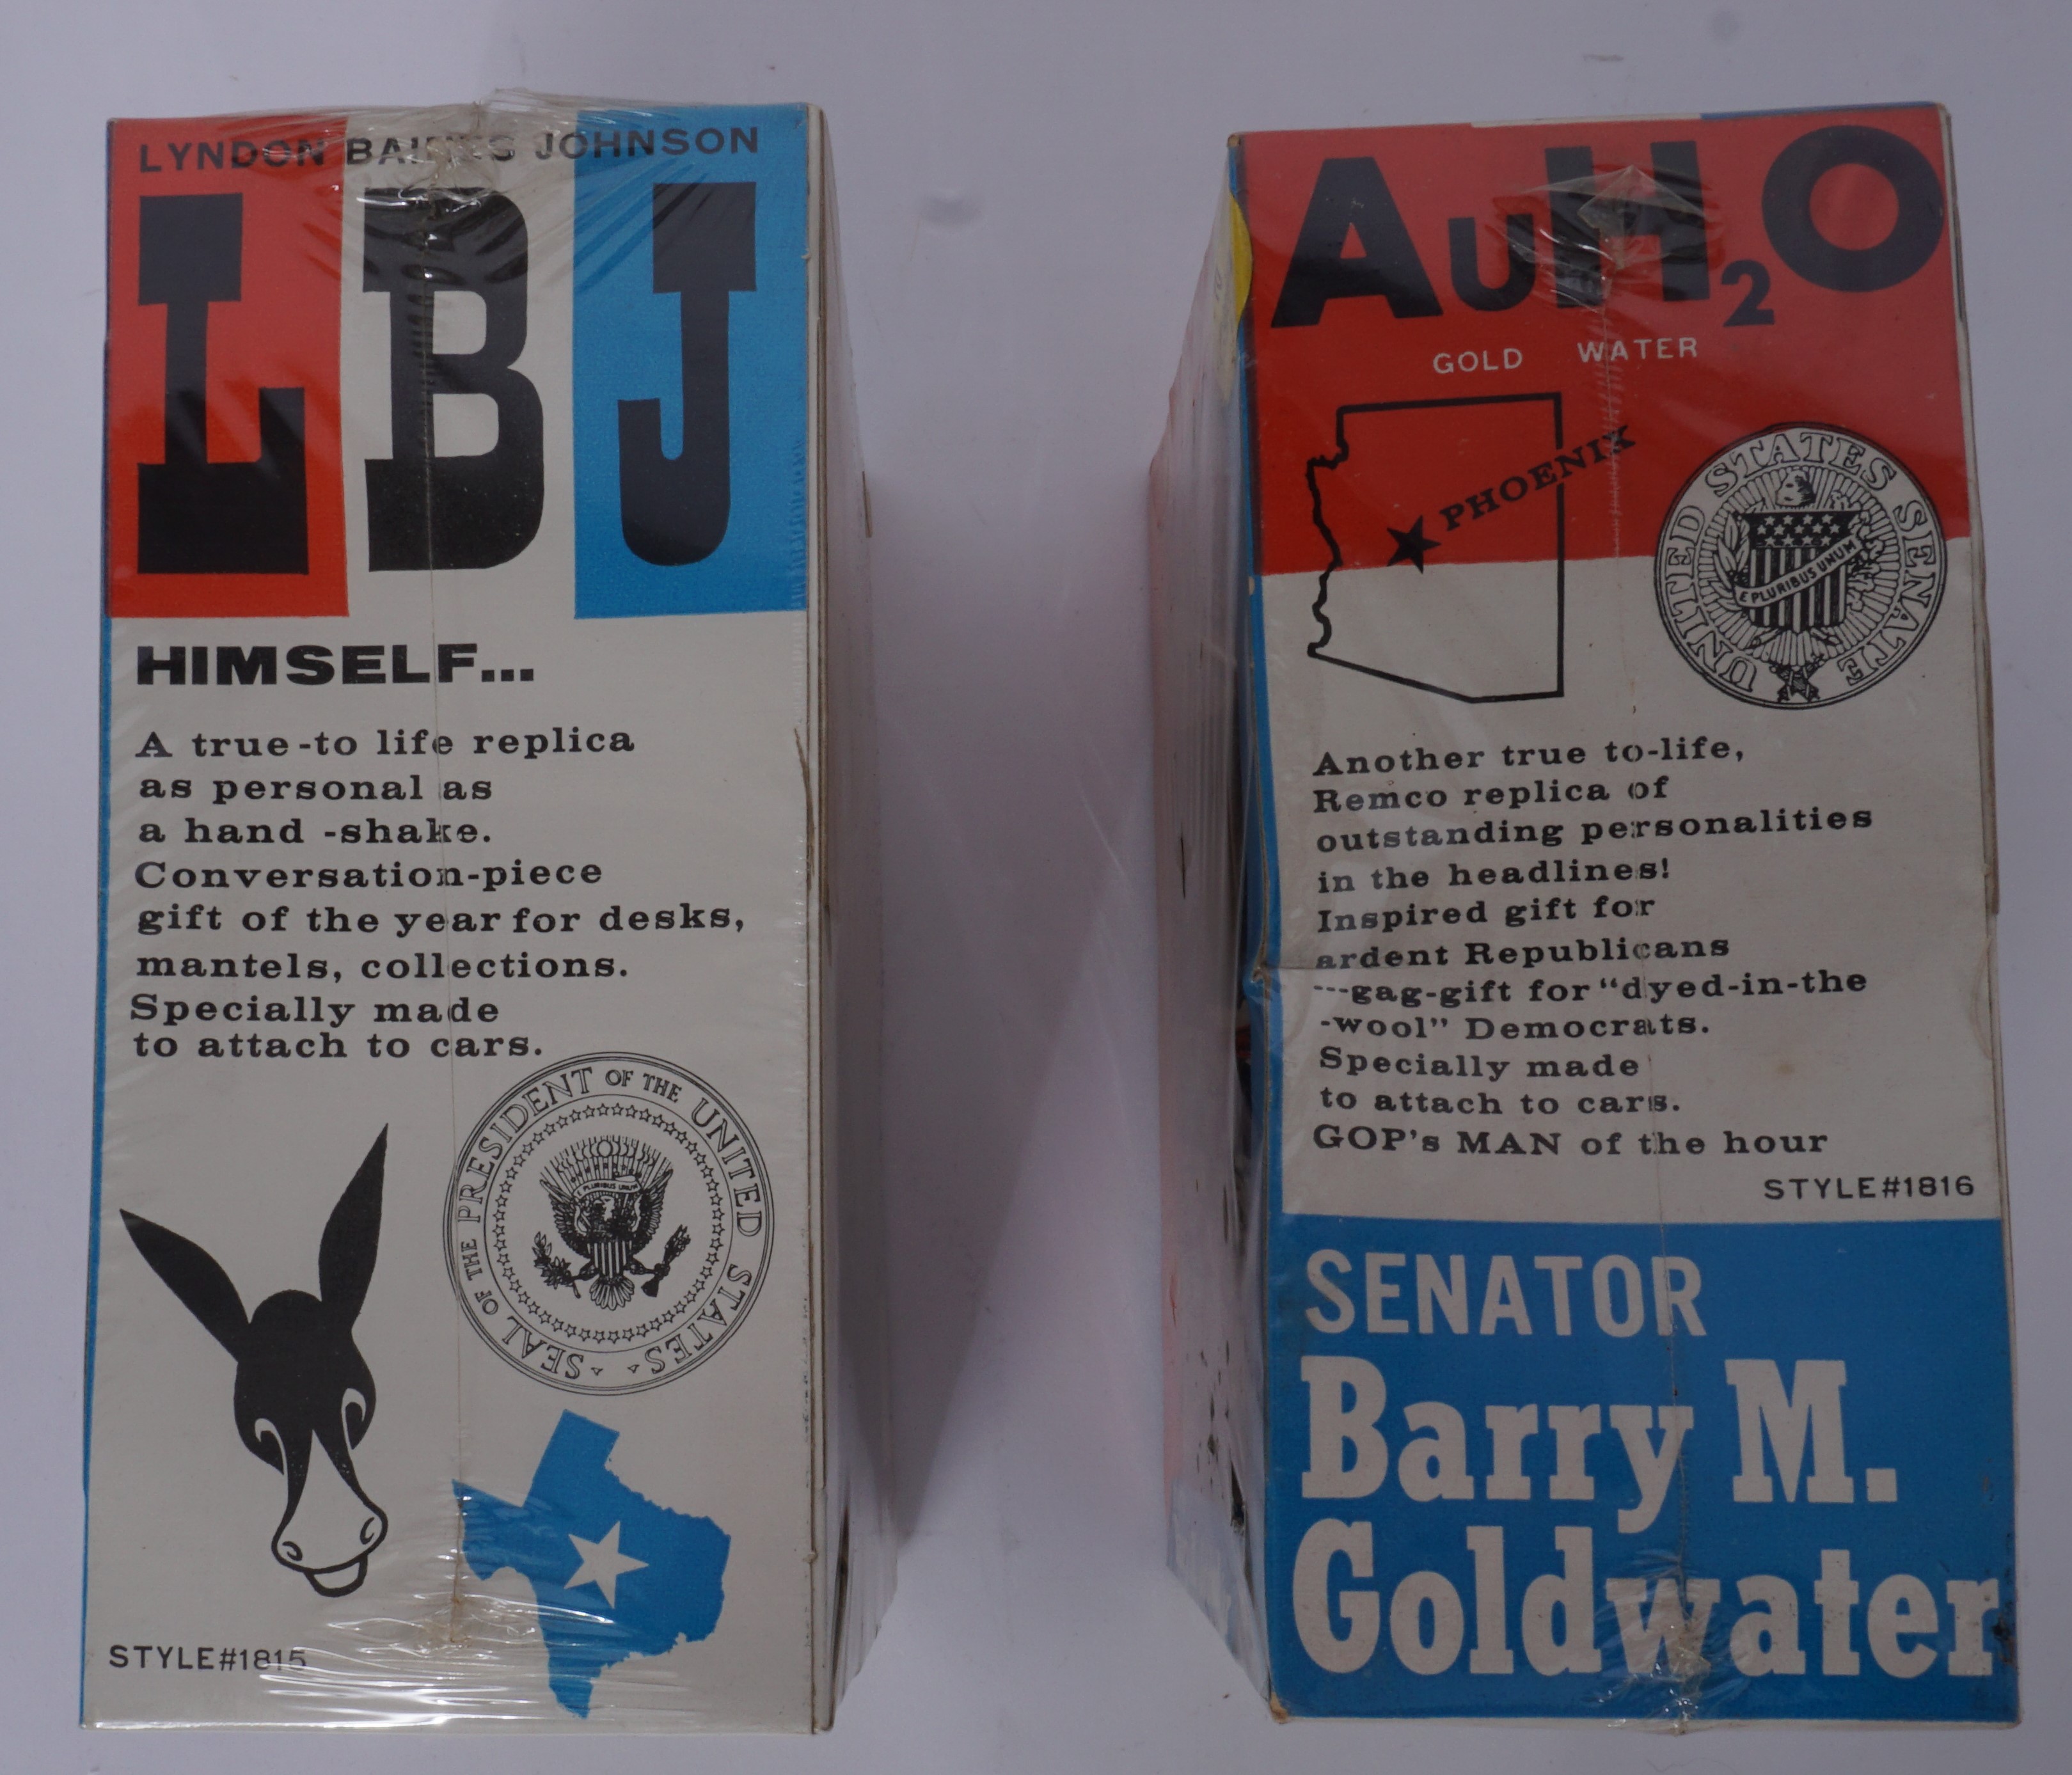 LYNDON BAINES JOHNSON
LBJ
HIMSELF...
A true-to life replica
as personal as
a hand -shake.
Conversation-piece
gift of the year for desks,
mantels, collections.
Specially made
to attach to cars.
SEAL OF THE PRESIDENT OF THE UNITED STATES
E PLURIBUS UNUM
STYLE#1815
AuH2O
GOLD WATER
PHOENIX
UNITED STATES SENATE
E PLURIBUS UNUM
Another true to-life,
Remco replica of
outstanding personalities
in the headlines!
Inspired gift for
ardent Republicans
---gag-gift for "dyed-in-the
-wool" Democrats.
Specially made
to attach to cars.
GOP's MAN of the hour
STYLE#1816
SENATOR
Barry M.
Goldwater